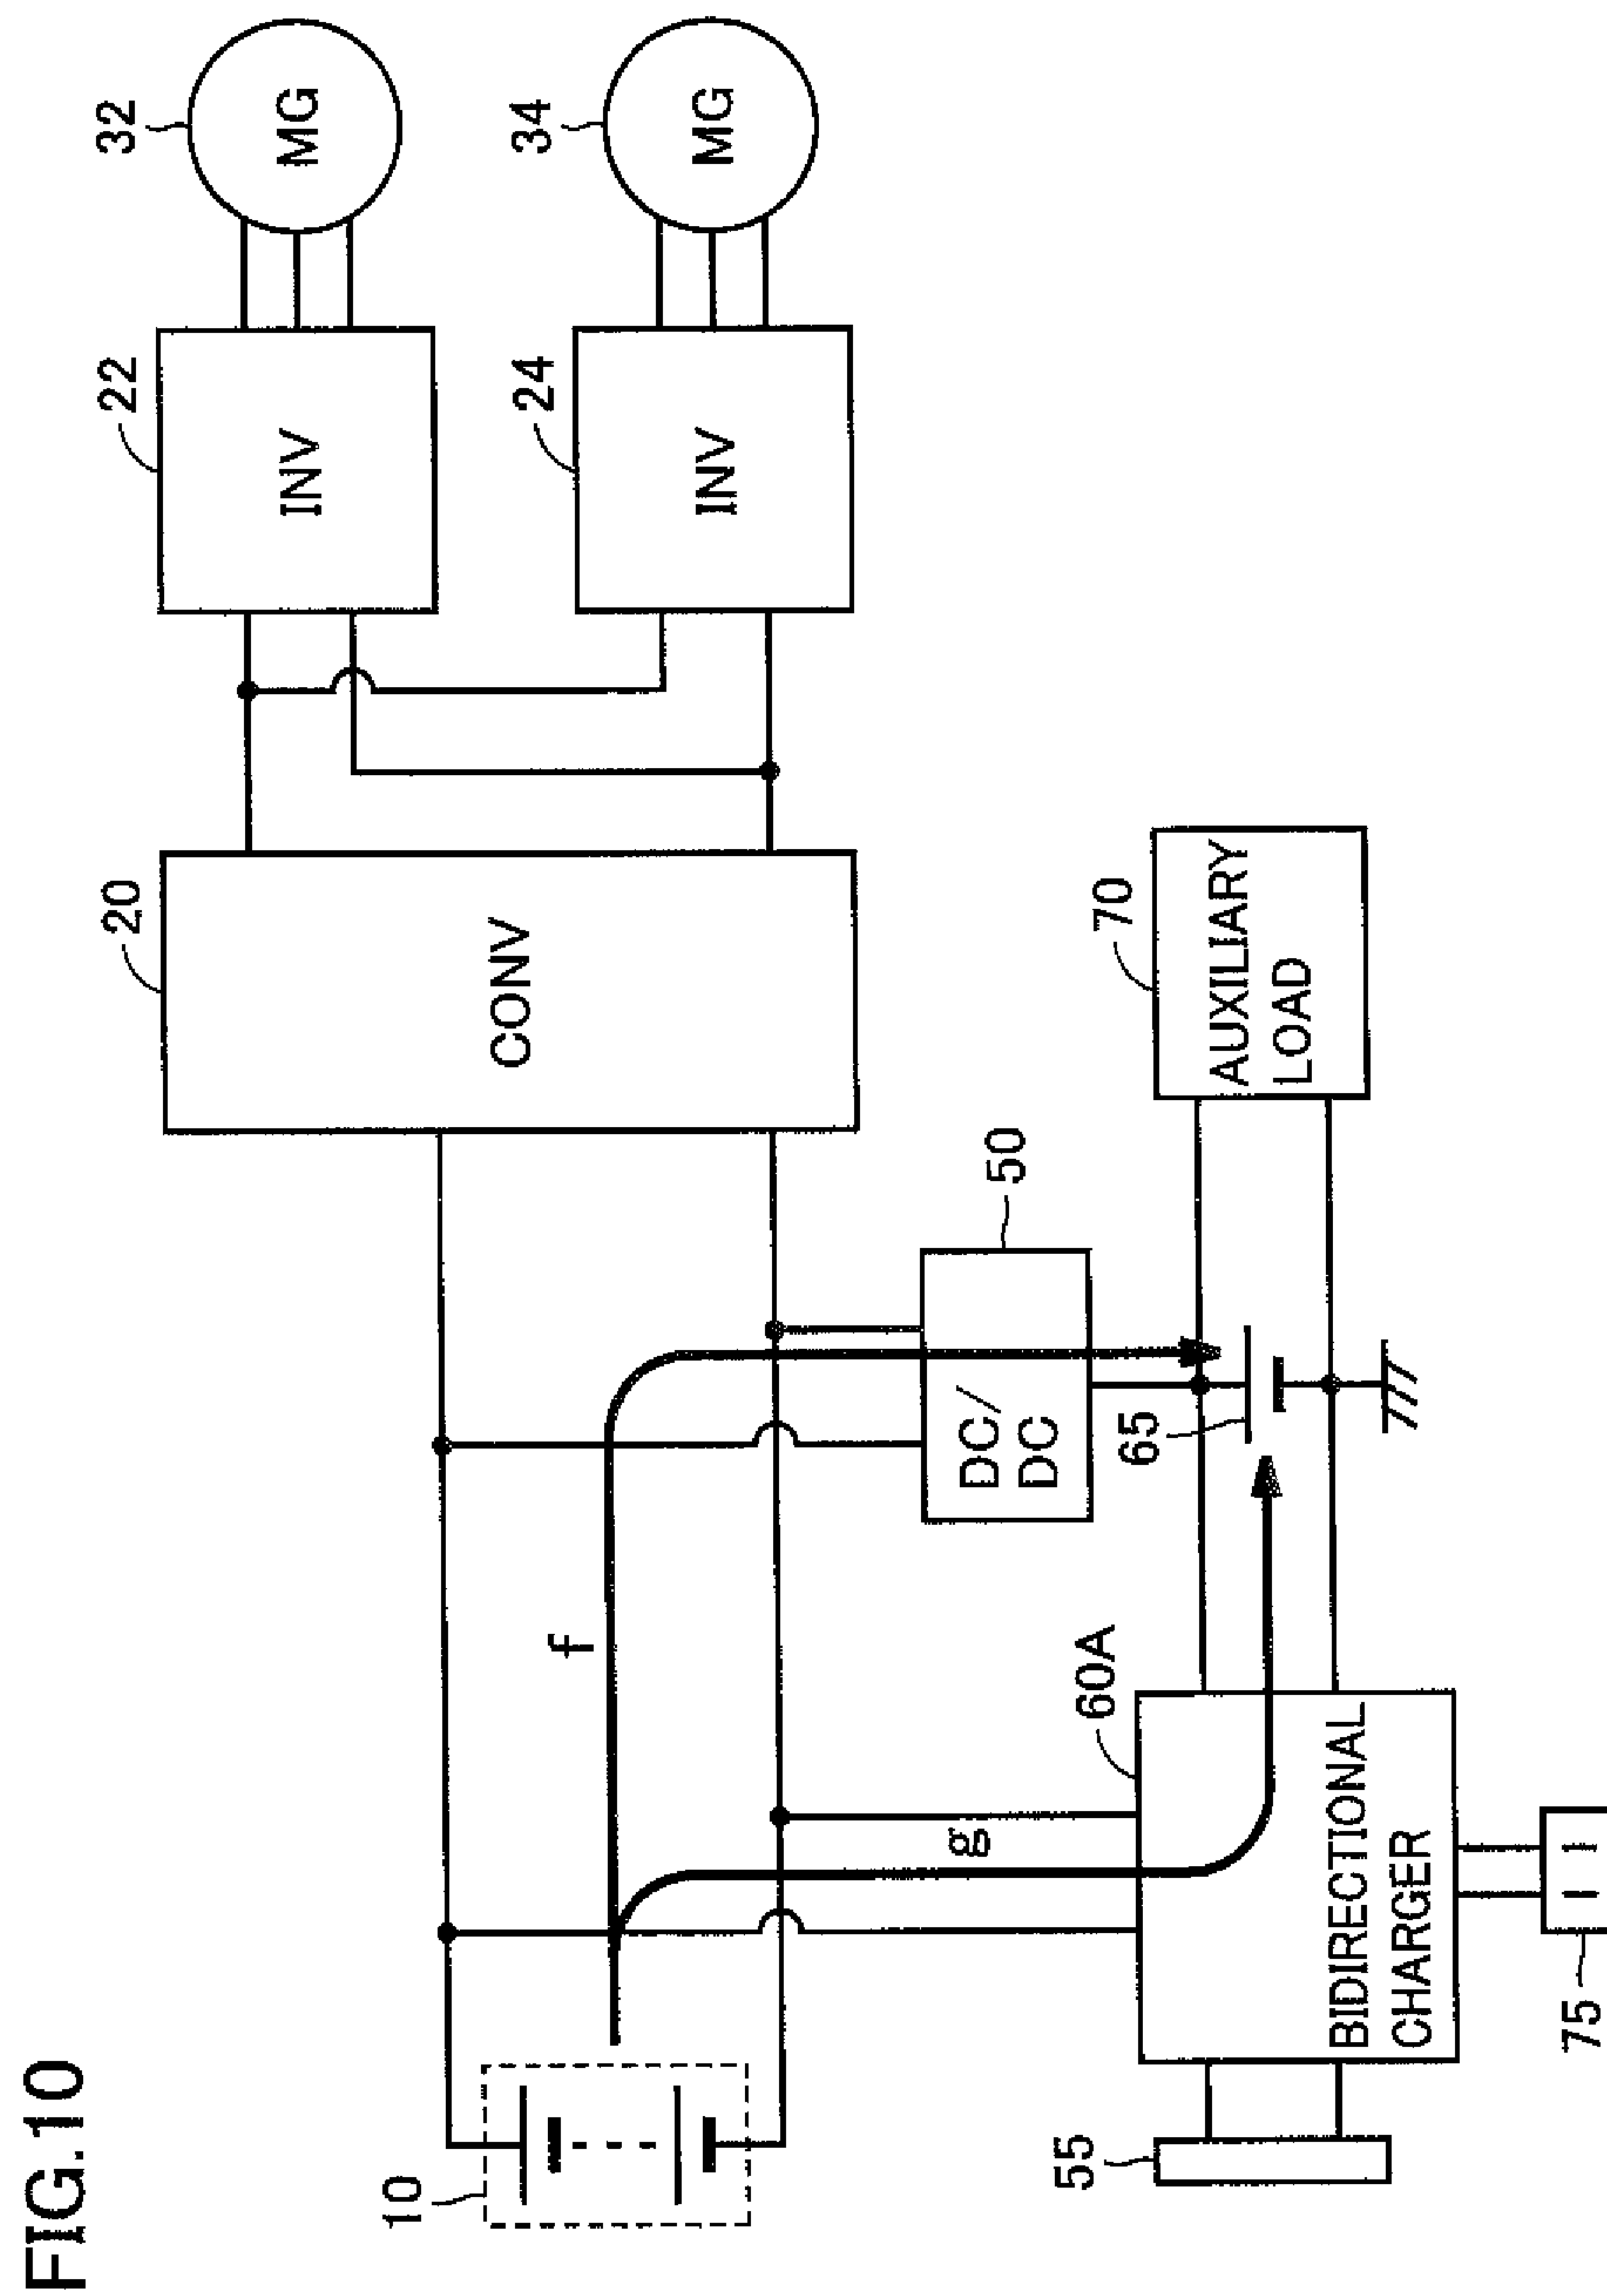 FIG.10
32
MG
34
MG
22
INV
24
INV
20
CONV
10
f
g
50
DC/
DC
65
70
AUXILIARY
LOAD
60A
BIDIRECTIONAL
CHARGER
55
75